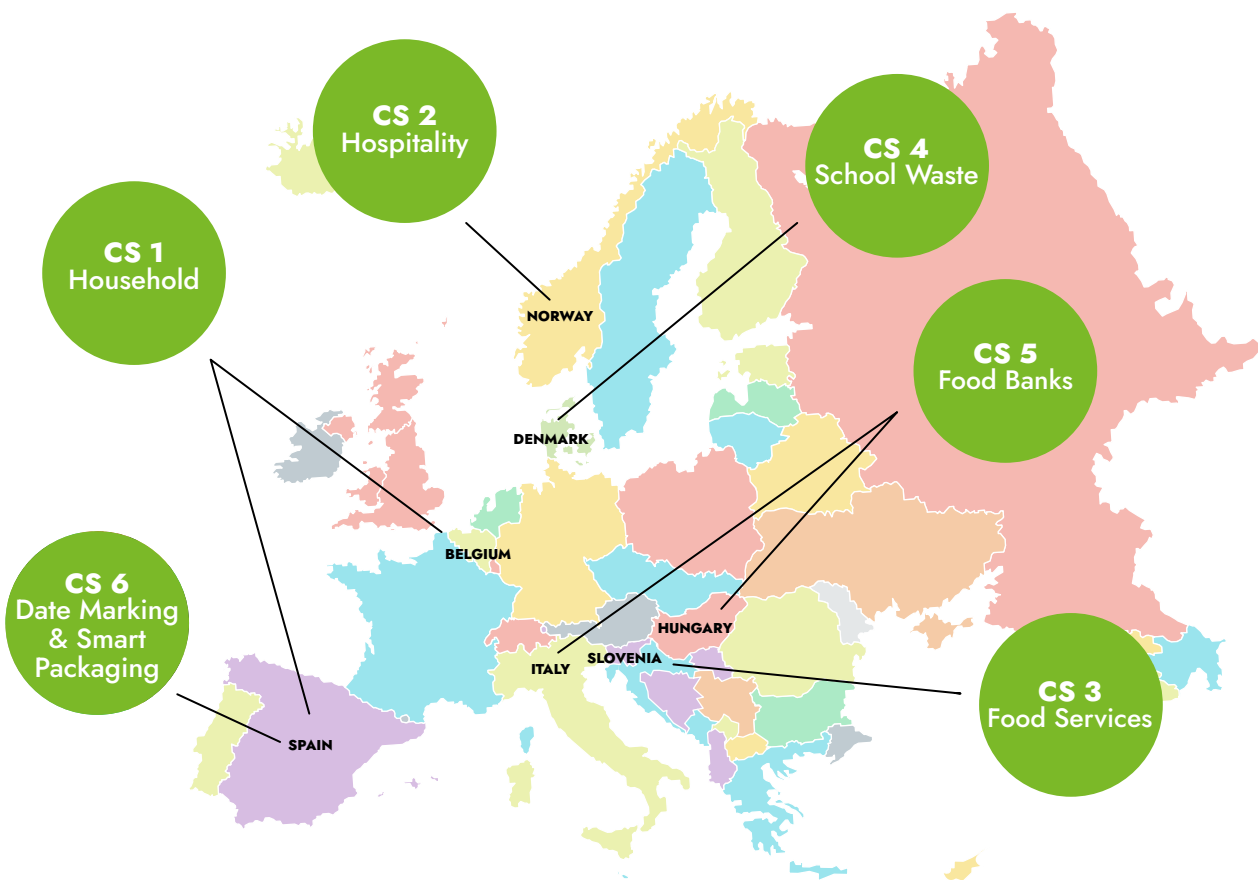 CS 2
Hospitality
CS 4
School Waste
CS 1
Household
NORWAY
CS 5
Food Banks
DENMARK
BELGIUM
CS 6
Date Marking
& Smart
Packaging
HUNGARY
SLOVENIA
ITALY
CS 3
Food Services
SPAIN